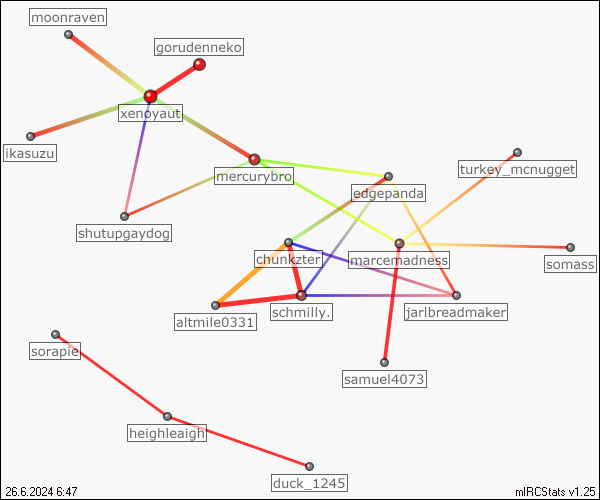 moonraven
gorudenneko
xenoyaut
ikasuzu
turkey_mcnugget
mercurybro
edgepanda
shutupgaydog
chunkzter
marcemadness
somass
altmile0331
schmilly.
jarlbreadmaker
sorapie
samuel4073
heighleaigh
duck_1245
26.6.2024 6:47
mIRCStats v1.25